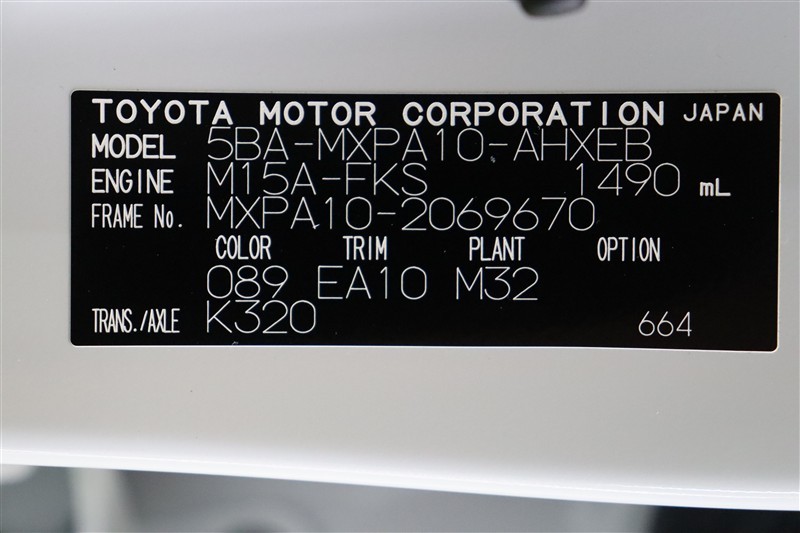 TOYOTA MOTOR CORPORATION JAPAN
MODEL 5BA-MXPA10-AHXEB
ENGINE M15A-FKS 1490 mL
FRAME No. MXPA10-2069670
COLOR TRIM PLANT OPTION
089 EA10 M32
TRANS./AXLE K320 664